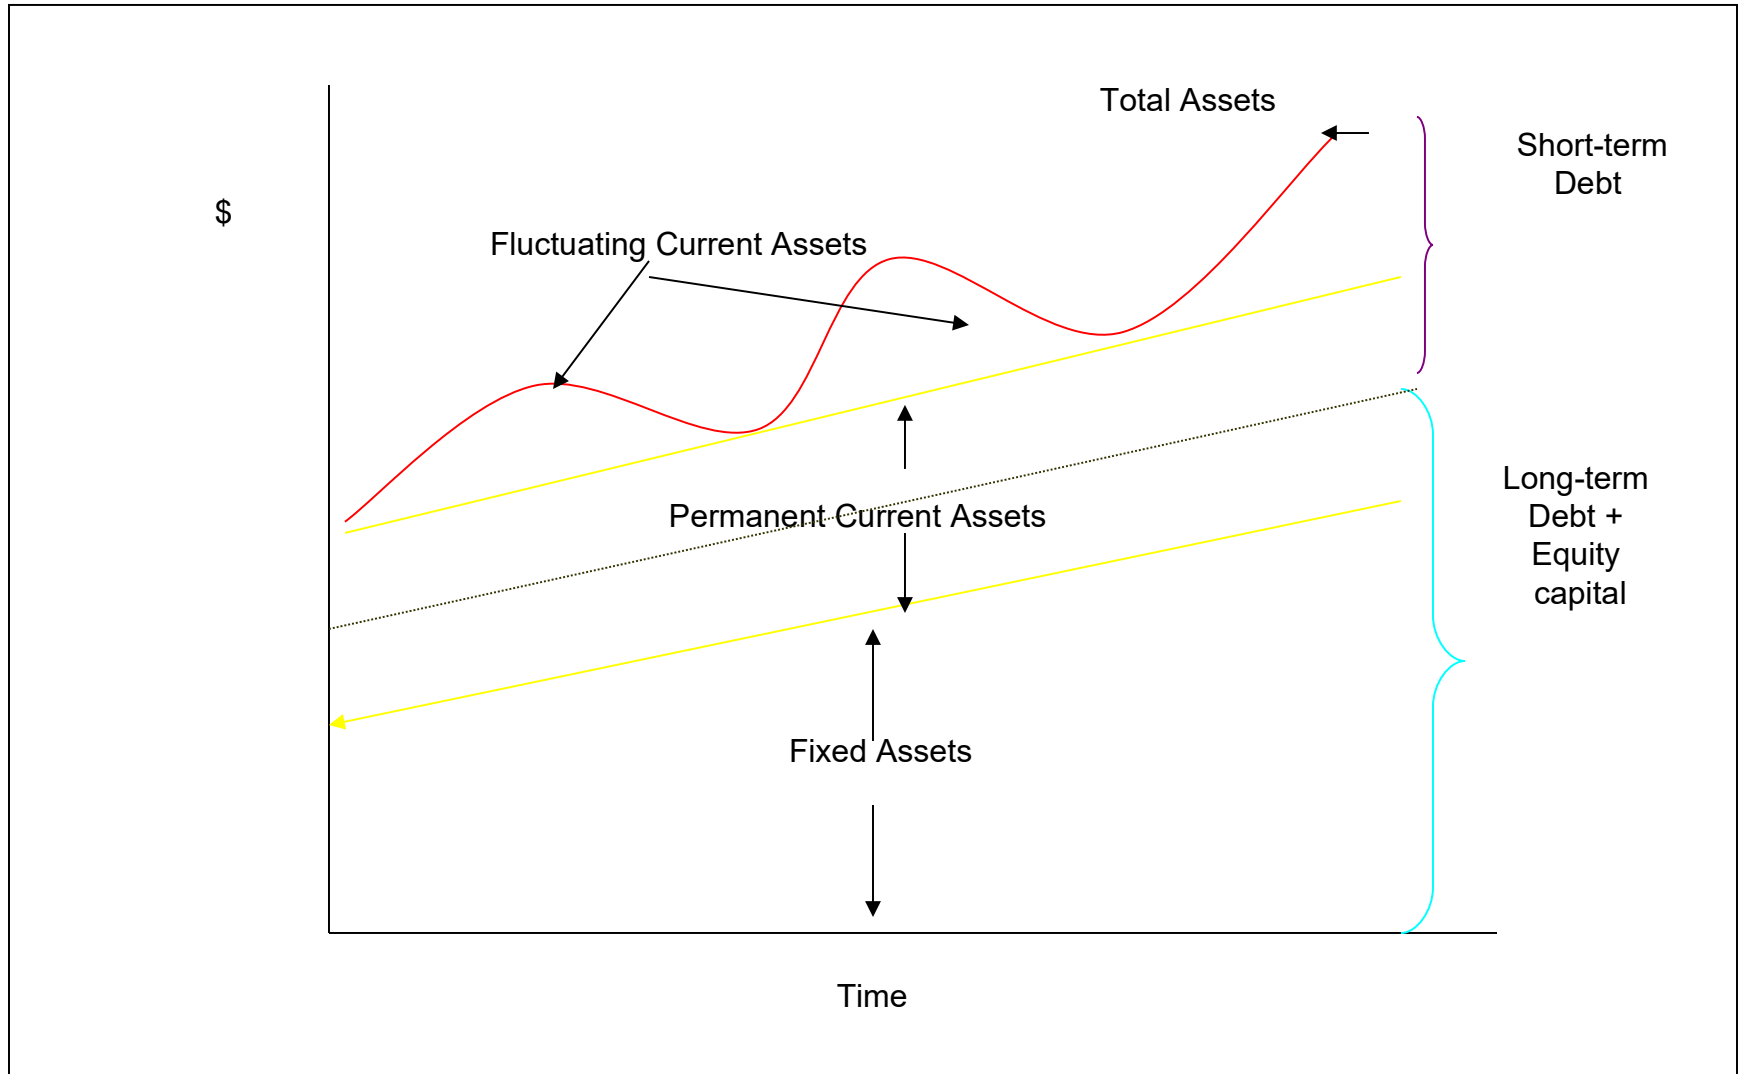 Total Assets
Short-term
Debt
$
Fluctuating Current Assets
Long-term
Debt +
Equity
capital
Permanent Current Assets
Fixed Assets
Time